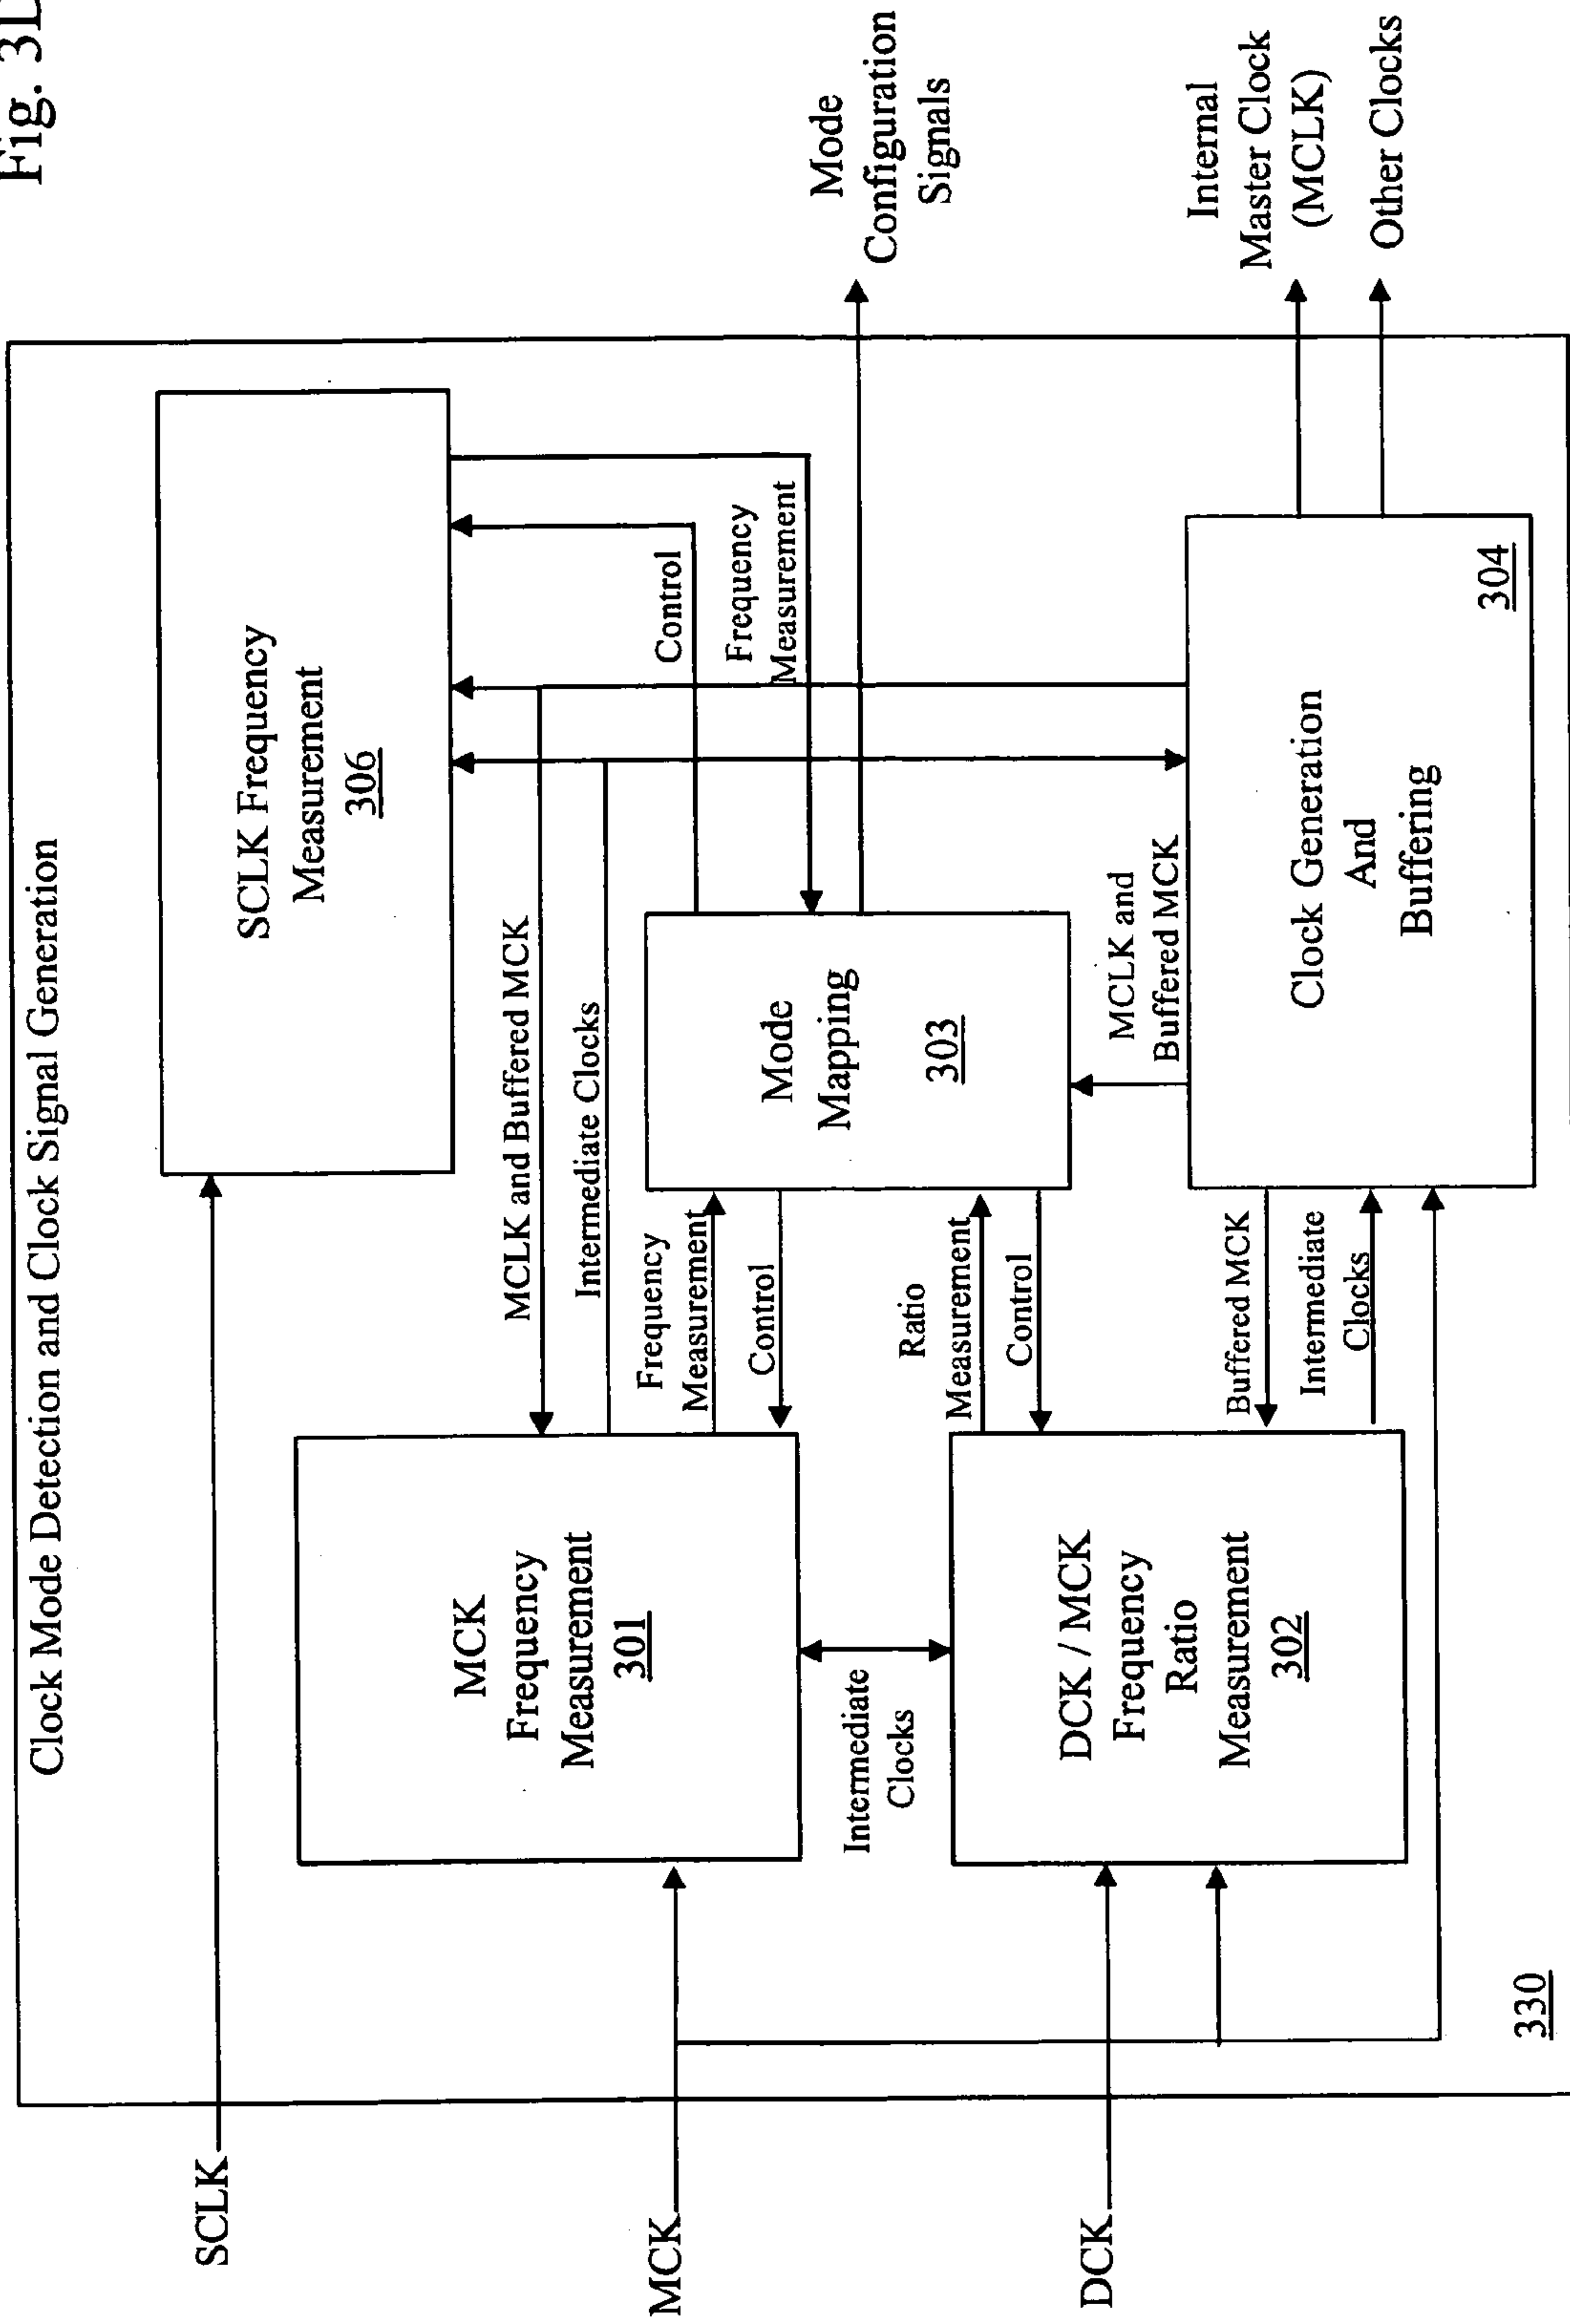 Clock Mode Detection and Clock Signal Generation
SCLK
SCLK Frequency
Measurement
306
MCLK and Buffered MCK
Intermediate Clocks
Control
Frequency
Measurement
MCK
MCK
Frequency
Measurement
301
Frequency
Measurement
Control
Mode
Mapping
303
Mode
Configuration
Signals
Intermediate
Clocks
Ratio
Measurement
Control
MCLK and
Buffered MCK
DCK
DCK / MCK
Frequency
Ratio
Measurement
302
Buffered MCK
Intermediate
Clocks
Clock Generation
And
Buffering
304
Internal
Master Clock
(MCLK)
Other Clocks
330